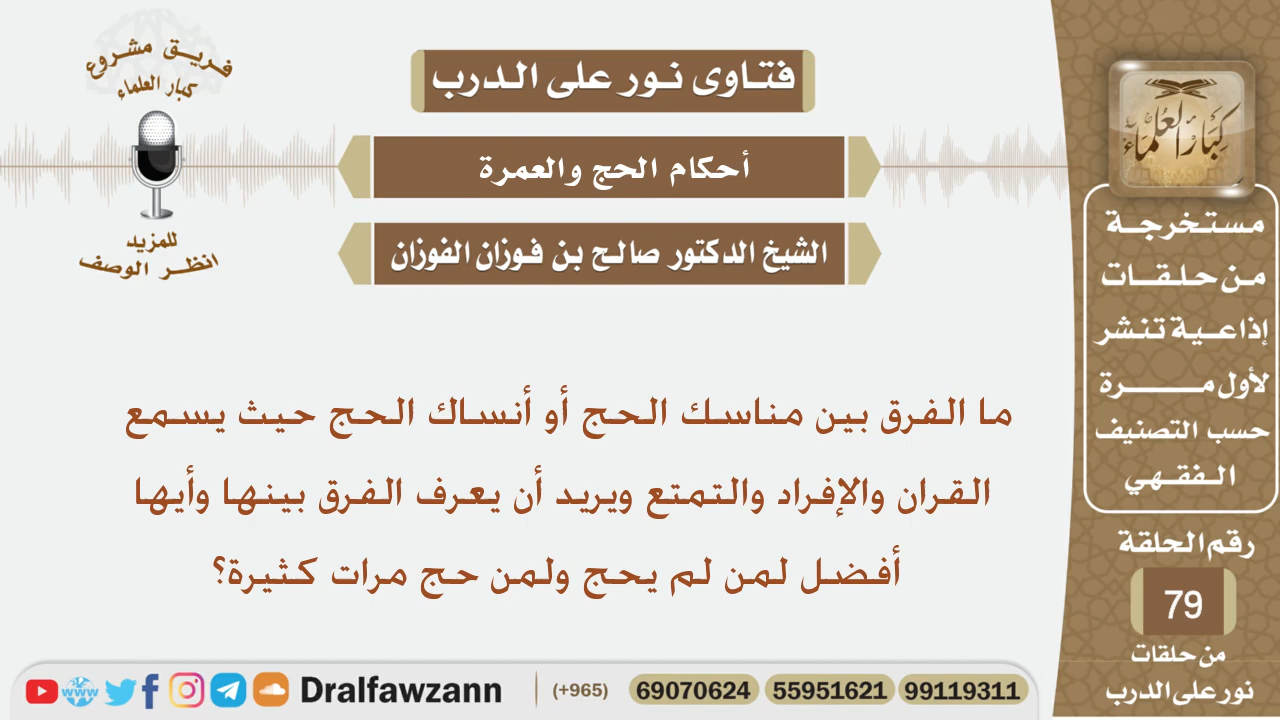 فريق مشروع
كبار العلماء
للمزيد
انظر الوصف
فتاوى نور على الدرب
أحكام الحج والعمرة
الشيخ الدكتور صالح بن فوزان الفوزان
ما الفرق بين مناسك الحج أو أنساك الحج حيث يسمع
القران والإفراد والتمتع ويريد أن يعرف الفرق بينها وأيها
أفضل لمن لم يحج ولمن حج مرات كثيرة؟
كبار العلماء
مستخرجة
من حلقات
إذاعية تنشر
لأول مرة
حسب التصنيف
الفقهي
رقم الحلقة
79
من حلقات
نور على الدرب
www
Dralfawzann (+965) 69070624 55951621 99119311